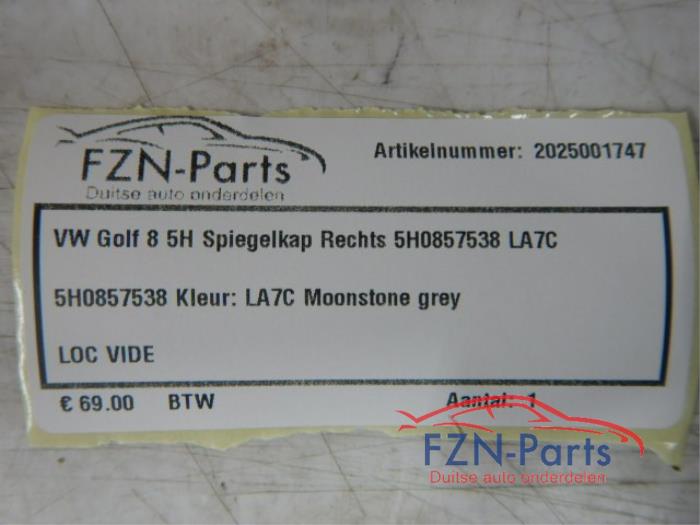 FZN-Parts
Duitse auto onderdelen
Artikelnummer: 2025001747
VW Golf 8 5H Spiegelkap Rechts 5H0857538 LA7C
5H0857538 Kleur: LA7C Moonstone grey
LOC VIDE
€ 69.00 BTW Aantal: 1
FZN-Parts
Duitse auto onderdelen